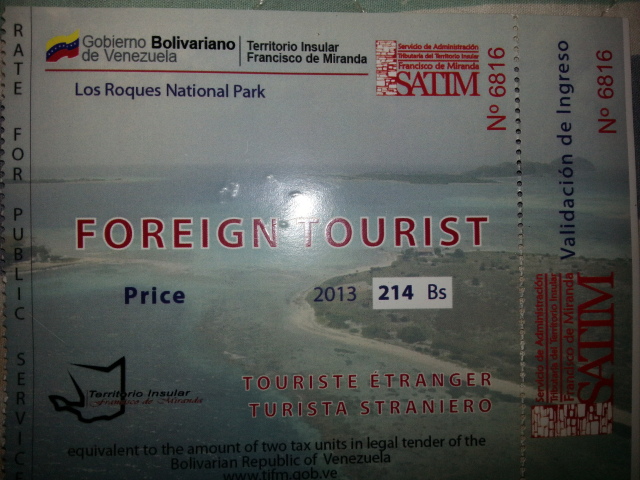 RATE FOR PUBLIC SERVICE
Gobierno Bolivariano
de Venezuela
Territorio Insular
Francisco de Miranda
Servicio de Administración
Tributaria del Territorio Insular
Francisco de Miranda
SATIM
Los Roques National Park
Nº 6816
FOREIGN TOURIST
Price 2013 214 Bs
Territorio Insular
Francisco de Miranda
TOURISTE ÉTRANGER
TURISTA STRANIERO
equivalent to the amount of two tax units in legal tender of the
Bolivarian Republic of Venezuela
www.tifm.gob.ve
Validación de Ingreso
Nº 6816
Servicio de Administración
Tributaria del Territorio Insular
Francisco de Miranda
SATIM